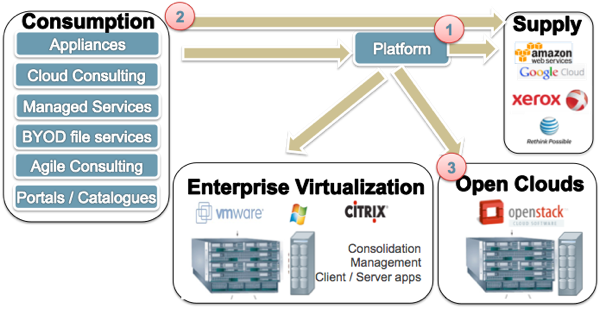 Consumption
Appliances
Cloud Consulting
Managed Services
BYOD file services
Agile Consulting
Portals / Catalogues
2
1
Platform
Supply
amazon
web services
Google Cloud
xerox
AT&T
Rethink Possible
Enterprise Virtualization
vmware
CITRIX
Consolidation
Management
Client / Server apps
3
Open Clouds
openstack
CLOUD SOFTWARE